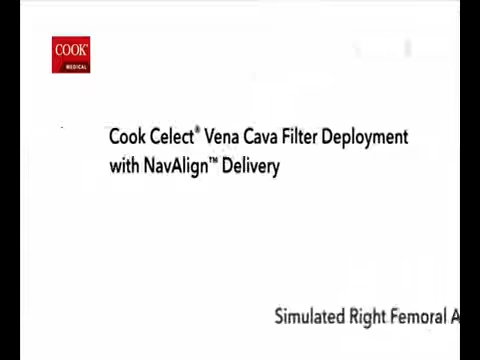 COOK®
MEDICAL
Cook Celect® Vena Cava Filter Deployment
with NavAlign™ Delivery
Simulated Right Femoral A